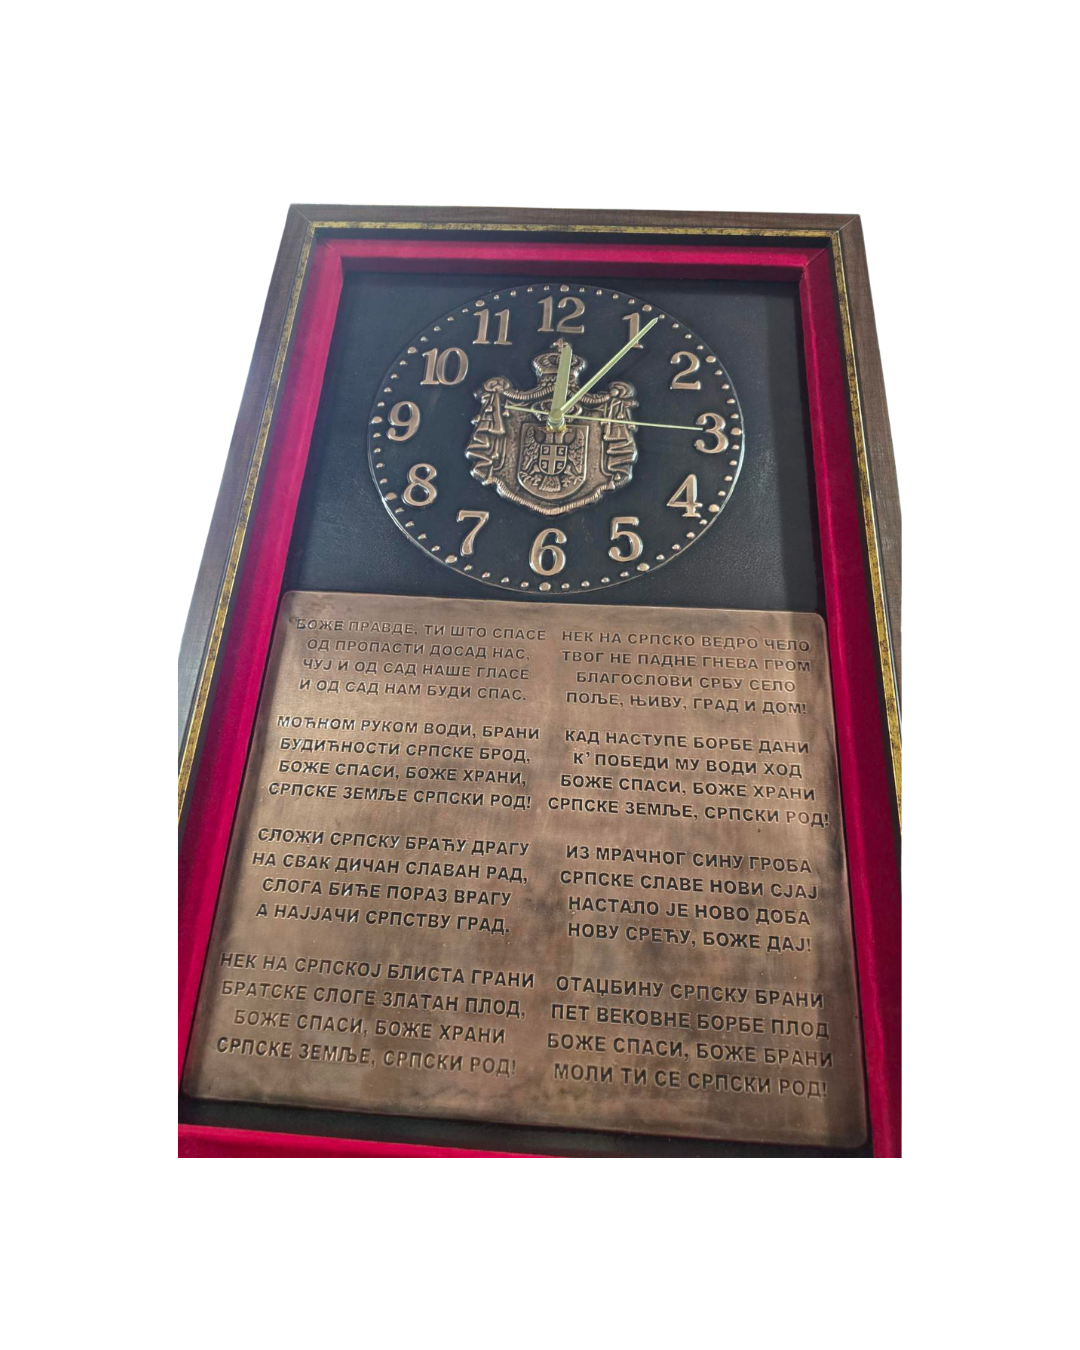 11 12 1
10 2
9 3
8 4
7 6 5
БОЖЕ ПРАВДЕ, ТИ ШТО СПАСЕ
ОД ПРОПАСТИ ДОСАД НАС,
ЧУЈ И ОД САД НАШЕ ГЛАСЕ
И ОД САД НАМ БУДИ СПАС.
МОЋНОМ РУКОМ ВОДИ, БРАНИ
БУДИЋНОСТИ СРПСКЕ БРОД,
БОЖЕ СПАСИ, БОЖЕ ХРАНИ,
СРПСКЕ ЗЕМЉЕ СРПСКИ РОД!
СЛОЖИ СРПСКУ БРАЋУ ДРАГУ
НА СВАК ДИЧАН СЛАВАН РАД,
СЛОГА БИЋЕ ПОРАЗ ВРАГУ
А НАЈЈАЧИ СРПСТВУ ГРАД.
НЕК НА СРПСКОЈ БЛИСТА ГРАНИ
БРАТСКЕ СЛОГЕ ЗЛАТАН ПЛОД,
БОЖЕ СПАСИ, БОЖЕ ХРАНИ
СРПСКЕ ЗЕМЉЕ, СРПСКИ РОД!
НЕК НА СРПСКО ВЕДРО ЧЕЛО
ТВОГ НЕ ПАДНЕ ГНЕВА ГРОМ
БЛАГОСЛОВИ СРБУ СЕЛО
ПОЉЕ, ЊИВУ, ГРАД И ДОМ!
КАД НАСТУПЕ БОРБЕ ДАНИ
К' ПОБЕДИ МУ ВОДИ ХОД
БОЖЕ СПАСИ, БОЖЕ ХРАНИ
СРПСКЕ ЗЕМЉЕ, СРПСКИ РОД!
ИЗ МРАЧНОГ СИНУ ГРОБА
СРПСКЕ СЛАВЕ НОВИ СЈАЈ
НАСТАЛО ЈЕ НОВО ДОБА
НОВУ СРЕЋУ, БОЖЕ ДАЈ!
ОТАЏБИНУ СРПСКУ БРАНИ
ПЕТ ВЕКОВНЕ БОРБЕ ПЛОД
БОЖЕ СПАСИ, БОЖЕ БРАНИ
МОЛИ ТИ СЕ СРПСКИ РОД!